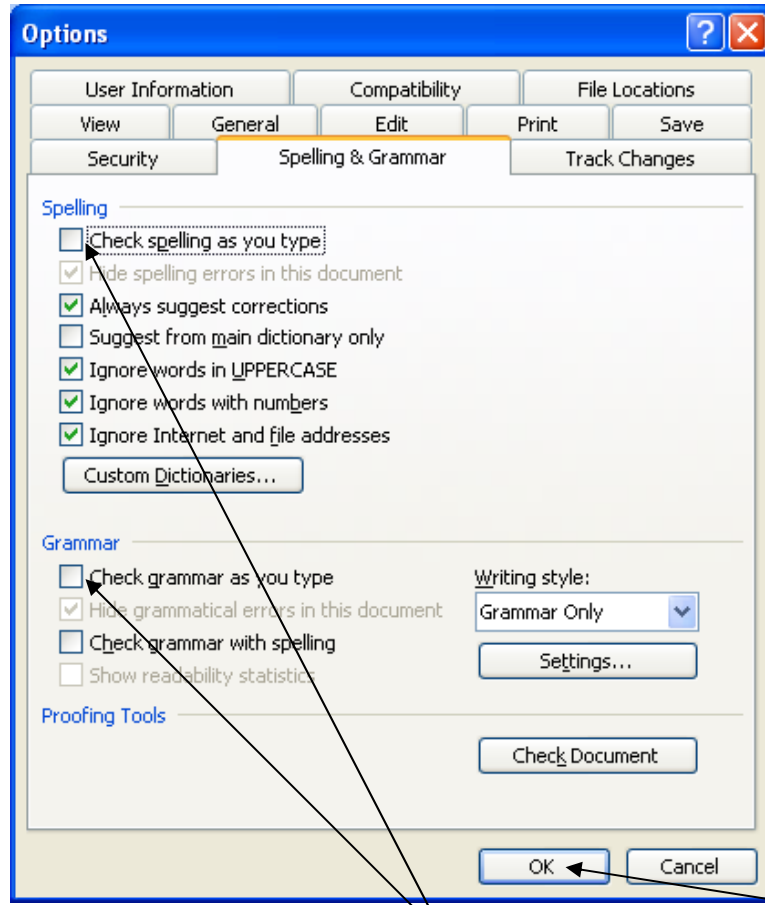 Options
User Information Compatibility File Locations
View General Edit Print Save
Security Spelling & Grammar Track Changes
Spelling
Check spelling as you type
Hide spelling errors in this document
Always suggest corrections
Suggest from main dictionary only
Ignore words in UPPERCASE
Ignore words with numbers
Ignore Internet and file addresses
Custom Dictionaries...
Grammar
Check grammar as you type Writing style:
Hide grammatical errors in this document Grammar Only
Check grammar with spelling Settings...
Show readability statistics
Proofing Tools
Check Document
OK Cancel